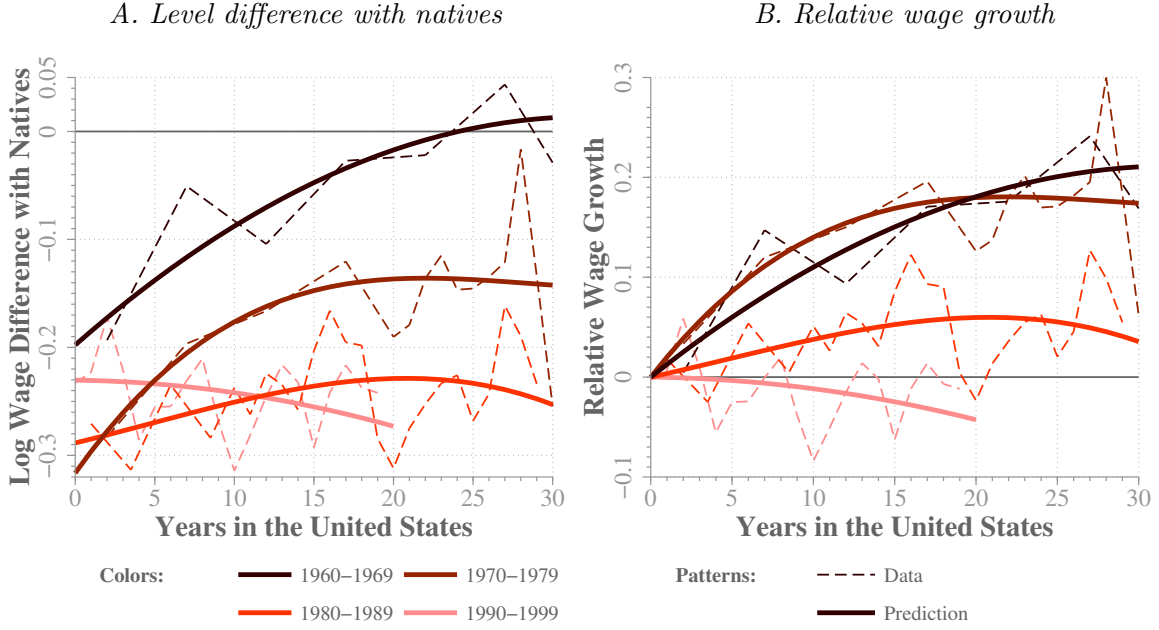 A. Level difference with natives
B. Relative wage growth
Log Wage Difference with Natives
0.05
0
−0.1
−0.2
−0.3
0 5 10 15 20 25 30
Years in the United States
Relative Wage Growth
0.3
0.2
0.1
0
−0.1
0 5 10 15 20 25 30
Years in the United States
Colors:
1960−1969
1970−1979
1980−1989
1990−1999
Patterns:
Data
Prediction